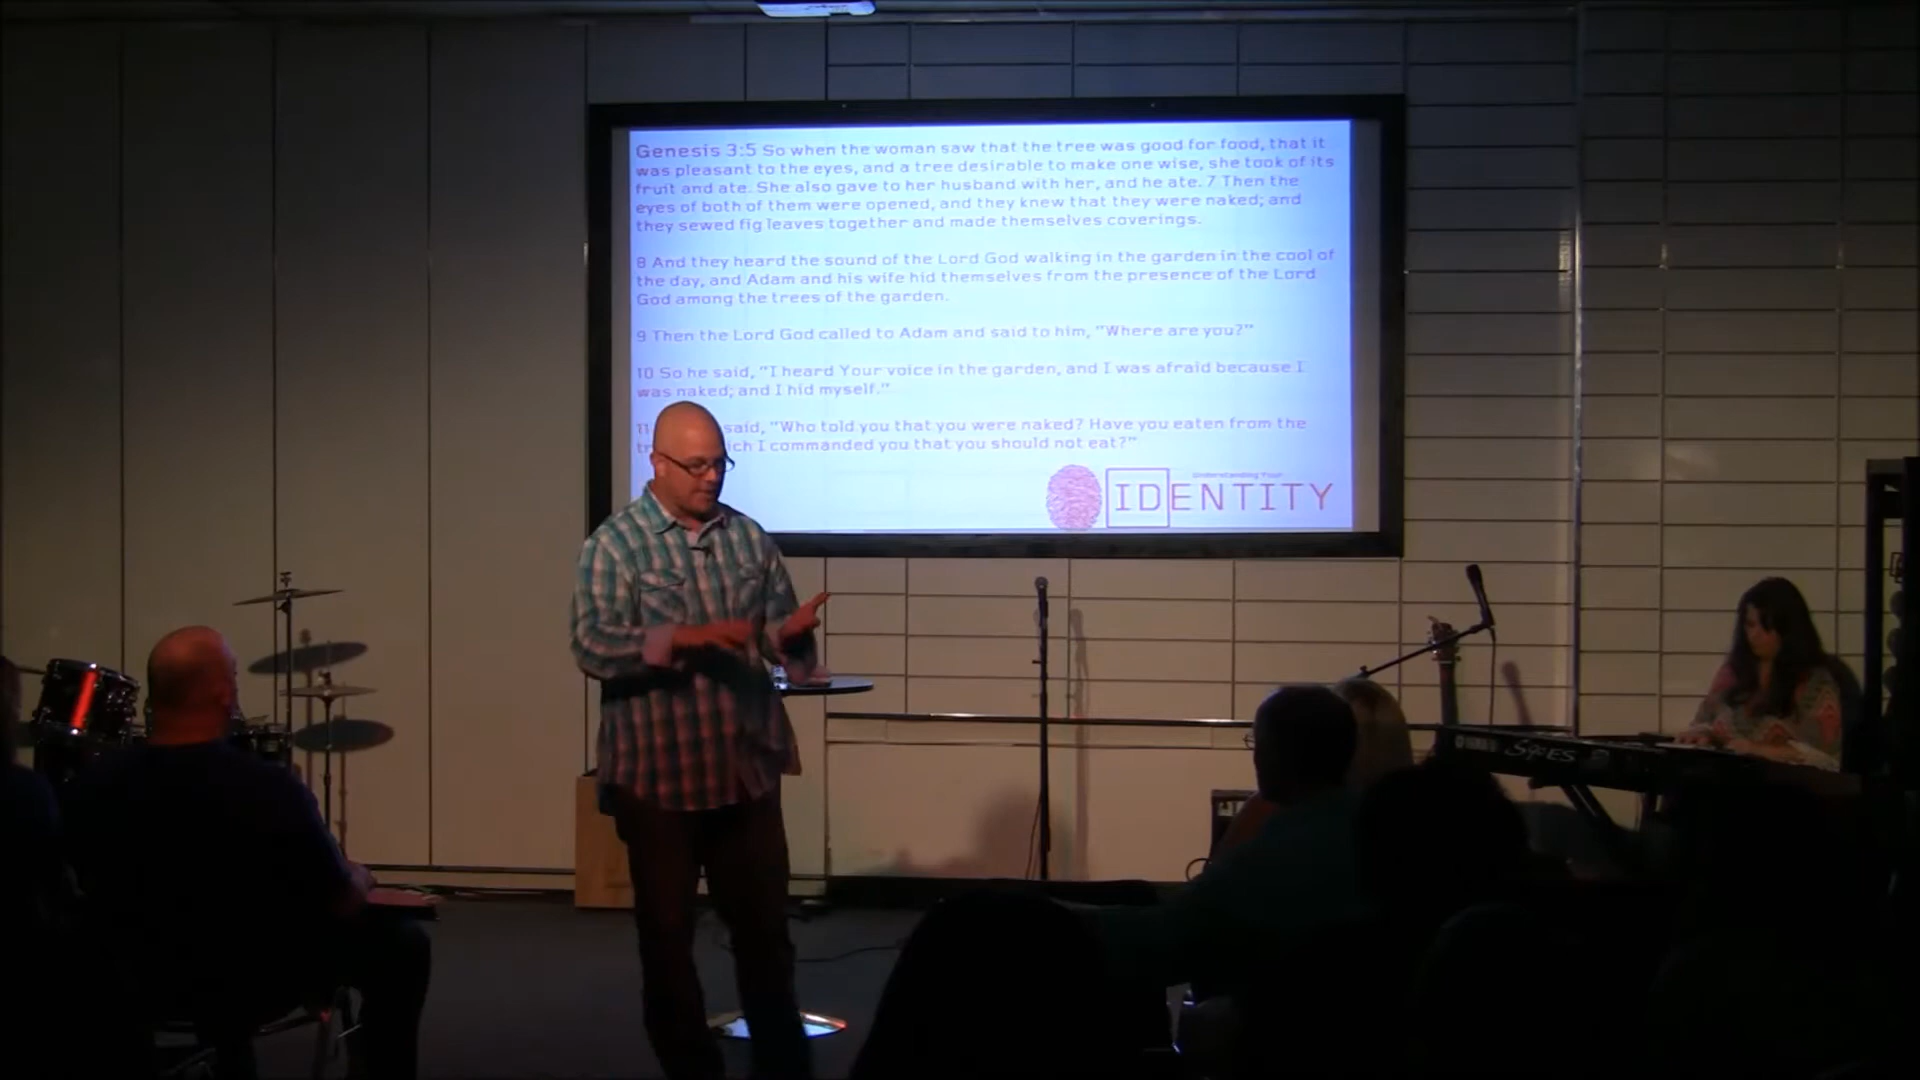 Genesis 3:5 So when the woman saw that the tree was good for food, that it
was pleasant to the eyes, and a tree desirable to make one wise, she took of its
fruit and ate. She also gave to her husband with her, and he ate. 7 Then the
eyes of both of them were opened, and they knew that they were naked; and
they sewed fig leaves together and made themselves coverings.
8 And they heard the sound of the Lord God walking in the garden in the cool of
the day, and Adam and his wife hid themselves from the presence of the Lord
God among the trees of the garden.
9 Then the Lord God called to Adam and said to him, "Where are you?"
10 So he said, "I heard Your voice in the garden, and I was afraid because I
was naked; and I hid myself."
11 said, "Who told you that you were naked? Have you eaten from the
I commanded you that you should not eat?"
Understanding Your
IDENTITY
YAMAHA S90ES